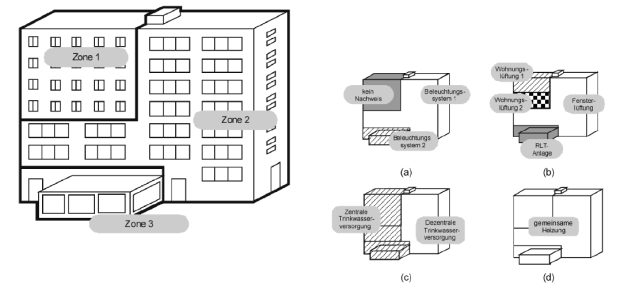 Zone 1
Zone 2
Zone 3
kein
Nachweis
Beleuchtungs-
system 1
Beleuchtungs
system 2
(a)
Wohnungs-
lüftung 1
Wohnungs-
lüftung 2
Fenster-
lüftung
RLT-
Anlage
(b)
Zentrale
Trinkwasser-
versorgung
Dezentrale
Trinkwasser-
versorgung
(c)
gemeinsame
Heizung
(d)